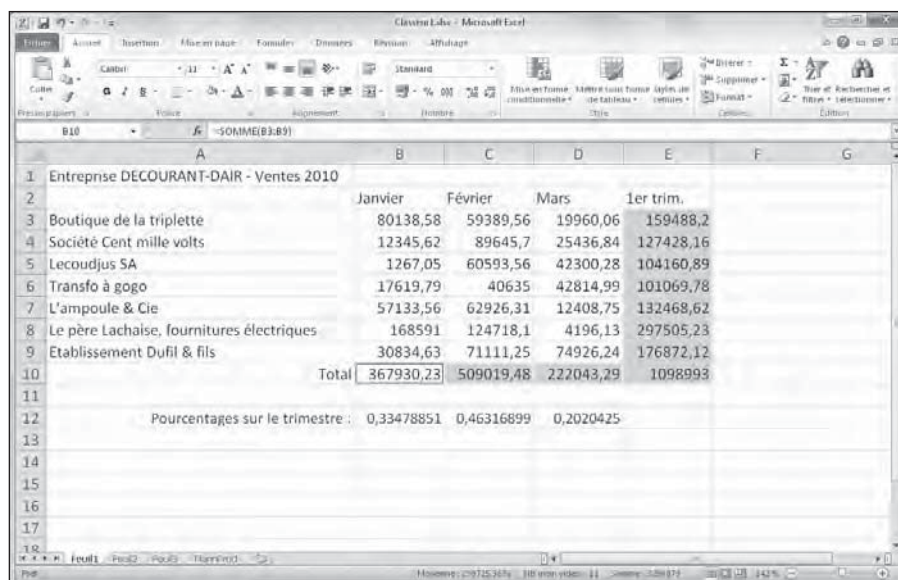 Classeur1.xlsx - Microsoft Excel
Fichier Accueil Insertion Mise en page Formules Données Révision Affichage
Coller Calibri 11 A A Standard Mise en forme conditionnelle Mettre sous forme de tableau Styles de cellules Insérer Supprimer Format Trier et filtrer Rechercher et sélectionner
G I S % 000
Presse-papiers Police Alignement Nombre Style Cellules Édition
B10 fx =SOMME(B3:B9)
A B C D E F G
1 Entreprise DECOURANT-DAIR - Ventes 2010
2 Janvier Février Mars 1er trim.
3 Boutique de la triplette 80138,58 59389,56 19960,06 159488,2
4 Société Cent mille volts 12345,62 89645,7 25436,84 127428,16
5 Lecoudjus SA 1267,05 60593,56 42300,28 104160,89
6 Transfo à gogo 17619,79 40635 42814,99 101069,78
7 L'ampoule & Cie 57133,56 62926,31 12408,75 132468,62
8 Le père Lachaise, fournitures électriques 168591 124718,1 4196,13 297505,23
9 Etablissement Dufil & fils 30834,63 71111,25 74926,24 176872,12
10 Total 367930,23 509019,48 222043,29 1098993
11
12 Pourcentages sur le trimestre : 0,33478851 0,46316899 0,2020425
13
14
15
16
17
18
Feuil1 Feuil2 Feuil3
Prêt Nb (non vides) : 11 143%